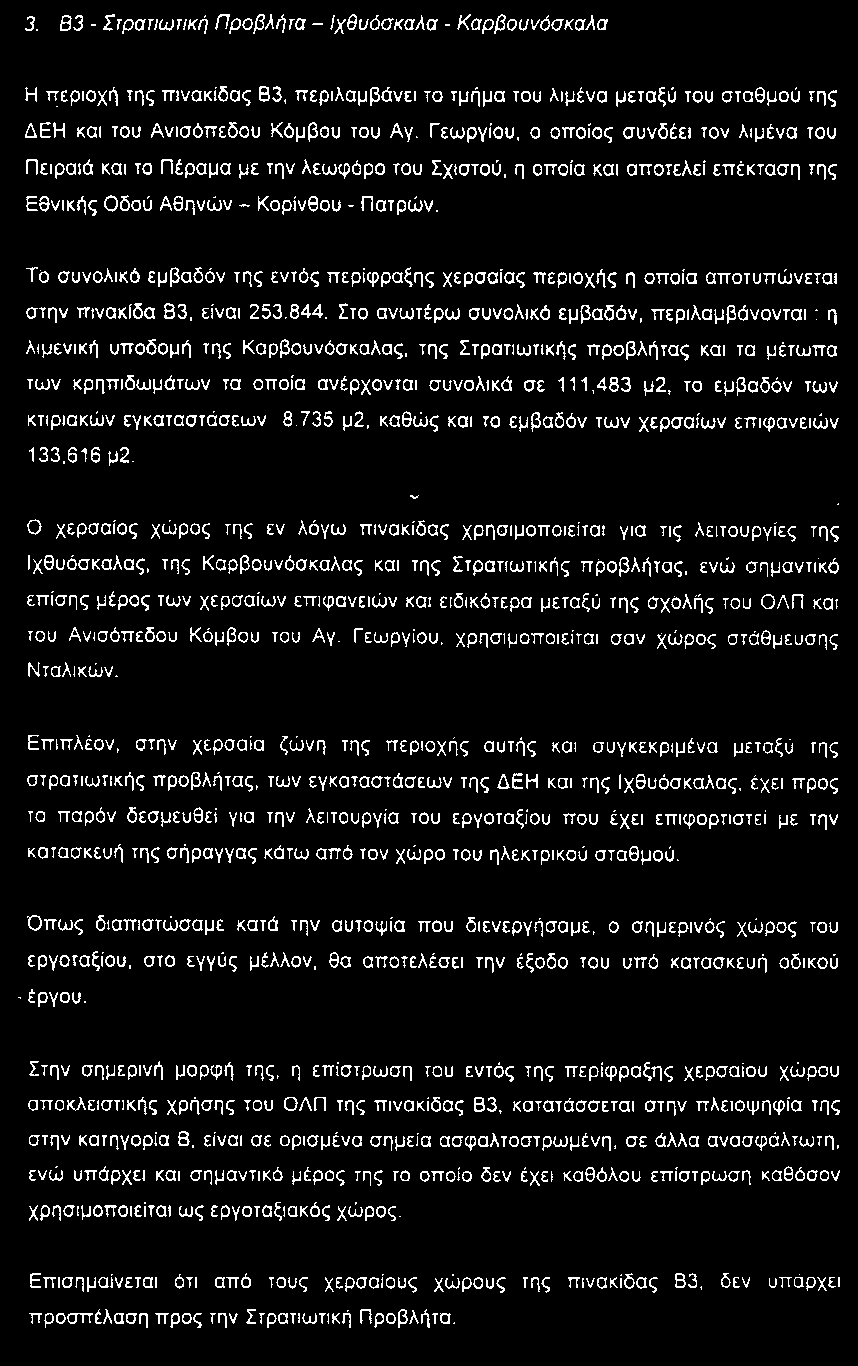 3. Β3 - Στρατιωτική Προβλήτα – Ιχθυόσκαλα - Καρβουνόσκαλα
Η περιοχή της πινακίδας Β3, περιλαμβάνει το τμήμα του λιμένα μεταξύ του σταθμού της
ΔΕΗ και του Ανισόπεδου Κόμβου του Αγ. Γεωργίου, ο οποίος συνδέει τον λιμένα του
Πειραιά και το Πέραμα με την λεωφόρο του Σχιστού, η οποία και αποτελεί επέκταση της
Εθνικής Οδού Αθηνών – Κορίνθου - Πατρών.
Το συνολικό εμβαδόν της εντός περίφραξης χερσαίας περιοχής η οποία αποτυπώνεται
στην πινακίδα Β3, είναι 253.844. Στο ανωτέρω συνολικό εμβαδόν, περιλαμβάνονται : η
λιμενική υποδομή της Καρβουνόσκαλας, της Στρατιωτικής προβλήτας και τα μέτωπα
των κρηπιδωμάτων τα οποία ανέρχονται συνολικά σε 111,483 μ2, το εμβαδόν των
κτιριακών εγκαταστάσεων 8.735 μ2, καθώς και το εμβαδόν των χερσαίων επιφανειών
133,616 μ2.
Ο χερσαίος χώρος της εν λόγω πινακίδας χρησιμοποιείται για τις λειτουργίες της
Ιχθυόσκαλας, της Καρβουνόσκαλας και της Στρατιωτικής προβλήτας, ενώ σημαντικό
επίσης μέρος των χερσαίων επιφανειών και ειδικότερα μεταξύ της σχολής του ΟΛΠ και
του Ανισόπεδου Κόμβου του Αγ. Γεωργίου, χρησιμοποιείται σαν χώρος στάθμευσης
Νταλικών.
Επιπλέον, στην χερσαία ζώνη της περιοχής αυτής και συγκεκριμένα μεταξύ της
στρατιωτικής προβλήτας, των εγκαταστάσεων της ΔΕΗ και της Ιχθυόσκαλας, έχει προς
το παρόν δεσμευθεί για την λειτουργία του εργοταξίου που έχει επιφορτιστεί με την
κατασκευή της σήραγγας κάτω από τον χώρο του ηλεκτρικού σταθμού.
Όπως διαπιστώσαμε κατά την αυτοψία που διενεργήσαμε, ο σημερινός χώρος του
εργοταξίου, στο εγγύς μέλλον, θα αποτελέσει την έξοδο του υπό κατασκευή οδικού
έργου.
Στην σημερινή μορφή της, η επίστρωση του εντός της περίφραξης χερσαίου χώρου
αποκλειστικής χρήσης του ΟΛΠ της πινακίδας Β3, κατατάσσεται στην πλειοψηφία της
στην κατηγορία Β, είναι σε ορισμένα σημεία ασφαλτοστρωμένη, σε άλλα ανασφάλτωτη,
ενώ υπάρχει και σημαντικό μέρος της το οποίο δεν έχει καθόλου επίστρωση καθόσον
χρησιμοποιείται ως εργοταξιακός χώρος.
Επισημαίνεται ότι από τους χερσαίους χώρους της πινακίδας Β3, δεν υπάρχει
προσπέλαση προς την Στρατιωτική Προβλήτα.